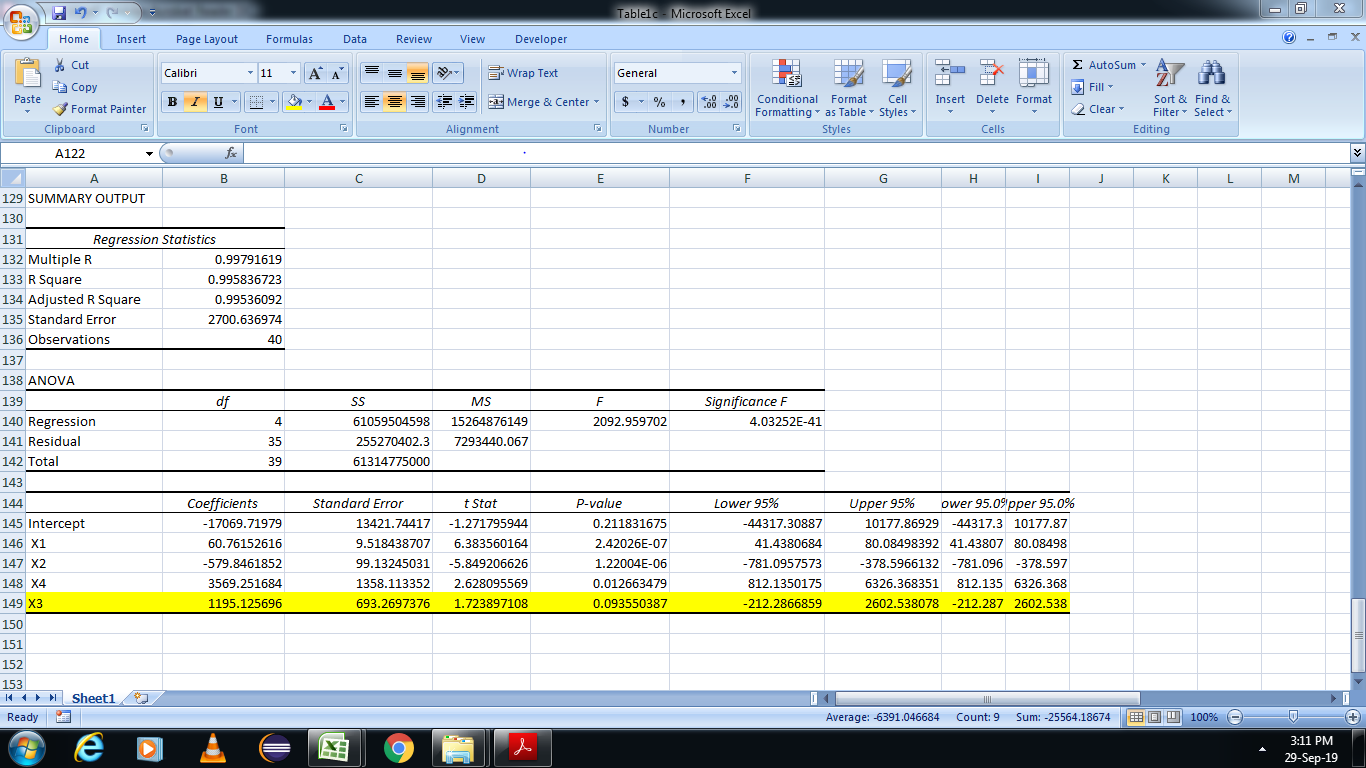 Table1c - Microsoft Excel
Home Insert Page Layout Formulas Data Review View Developer
Paste
Cut
Copy
Format Painter
Clipboard
Calibri 11
B I U
Font
Wrap Text
Merge & Center
Alignment
General
$ % ,
Number
Conditional Formatting
Format as Table
Cell Styles
Styles
Insert Delete Format
Cells
Σ AutoSum
Fill
Clear
Sort & Filter
Find & Select
Editing
A122 fx
A B C D E F G H I J K L M
129 SUMMARY OUTPUT
130
131 Regression Statistics
132 Multiple R 0.99791619
133 R Square 0.995836723
134 Adjusted R Square 0.99536092
135 Standard Error 2700.636974
136 Observations 40
137
138 ANOVA
139 df SS MS F Significance F
140 Regression 4 61059504598 15264876149 2092.959702 4.03252E-41
141 Residual 35 255270402.3 7293440.067
142 Total 39 61314775000
143
144 Coefficients Standard Error t Stat P-value Lower 95% Upper 95% ower 95.0% pper 95.0%
145 Intercept -17069.71979 13421.74417 -1.271795944 0.211831675 -44317.30887 10177.86929 -44317.3 10177.87
146 X1 60.76152616 9.518438707 6.383560164 2.42026E-07 41.4380684 80.08498392 41.43807 80.08498
147 X2 -579.8461852 99.13245031 -5.849206626 1.22004E-06 -781.0957573 -378.5966132 -781.096 -378.597
148 X4 3569.251684 1358.113352 2.628095569 0.012663479 812.1350175 6326.368351 812.135 6326.368
149 X3 1195.125696 693.2697376 1.723897108 0.093550387 -212.2866859 2602.538078 -212.287 2602.538
150
151
152
153
Sheet1
Ready Average: -6391.046684 Count: 9 Sum: -25564.18674 100%
3:11 PM
29-Sep-19